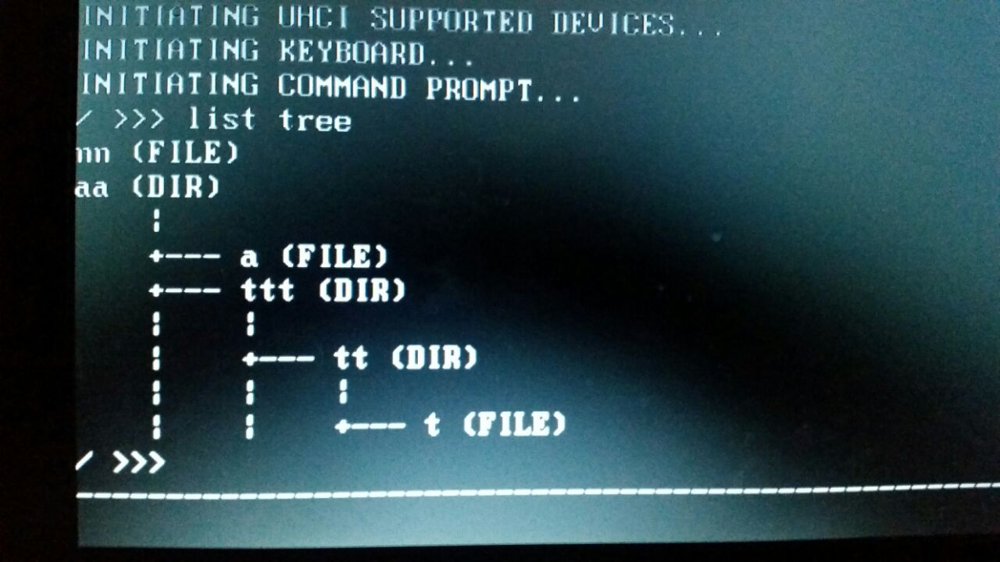 INITIATING UHCI SUPPORTED DEVICES...
INITIATING KEYBOARD...
INITIATING COMMAND PROMPT...
/ >>> list tree
(FILE)
aa (DIR)
¦
+--- a (FILE)
+--- ttt (DIR)
¦ ¦
¦ +--- tt (DIR)
¦ ¦ ¦
¦ ¦ +--- t (FILE)
/ >>>